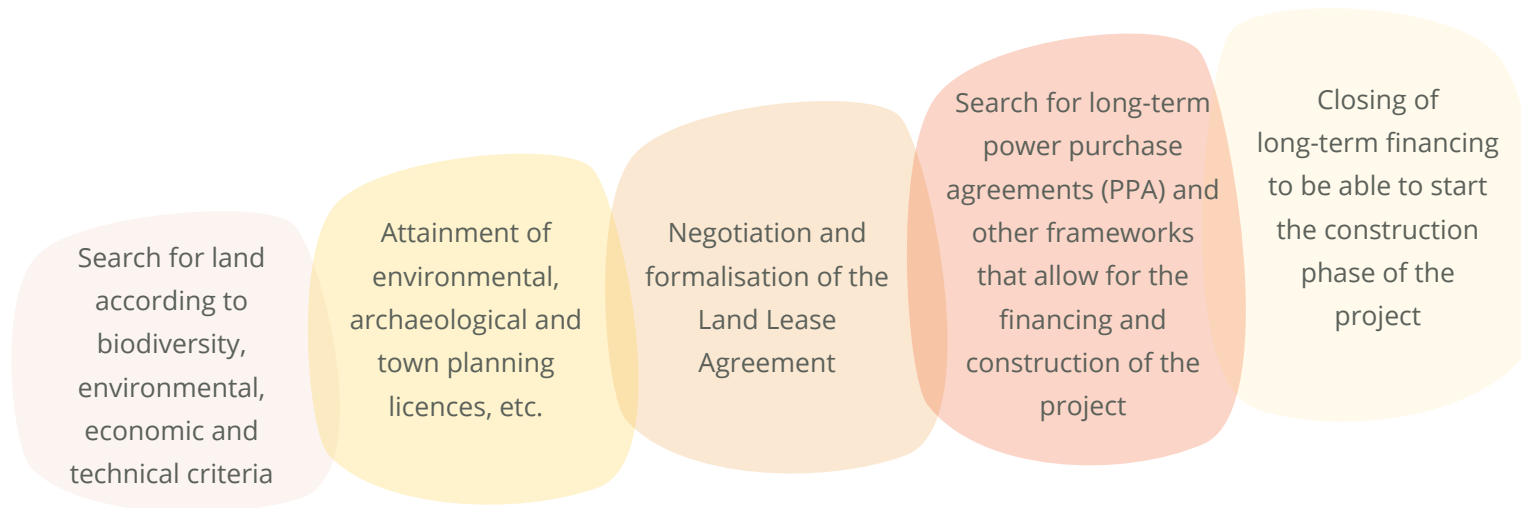 Search for land
according to
biodiversity,
environmental,
economic and
technical criteria
Attainment of
environmental,
archaeological and
town planning
licences, etc.
Negotiation and
formalisation of the
Land Lease
Agreement
Search for long-term
power purchase
agreements (PPA) and
other frameworks
that allow for the
financing and
construction of the
project
Closing of
long-term financing
to be able to start
the construction
phase of the
project